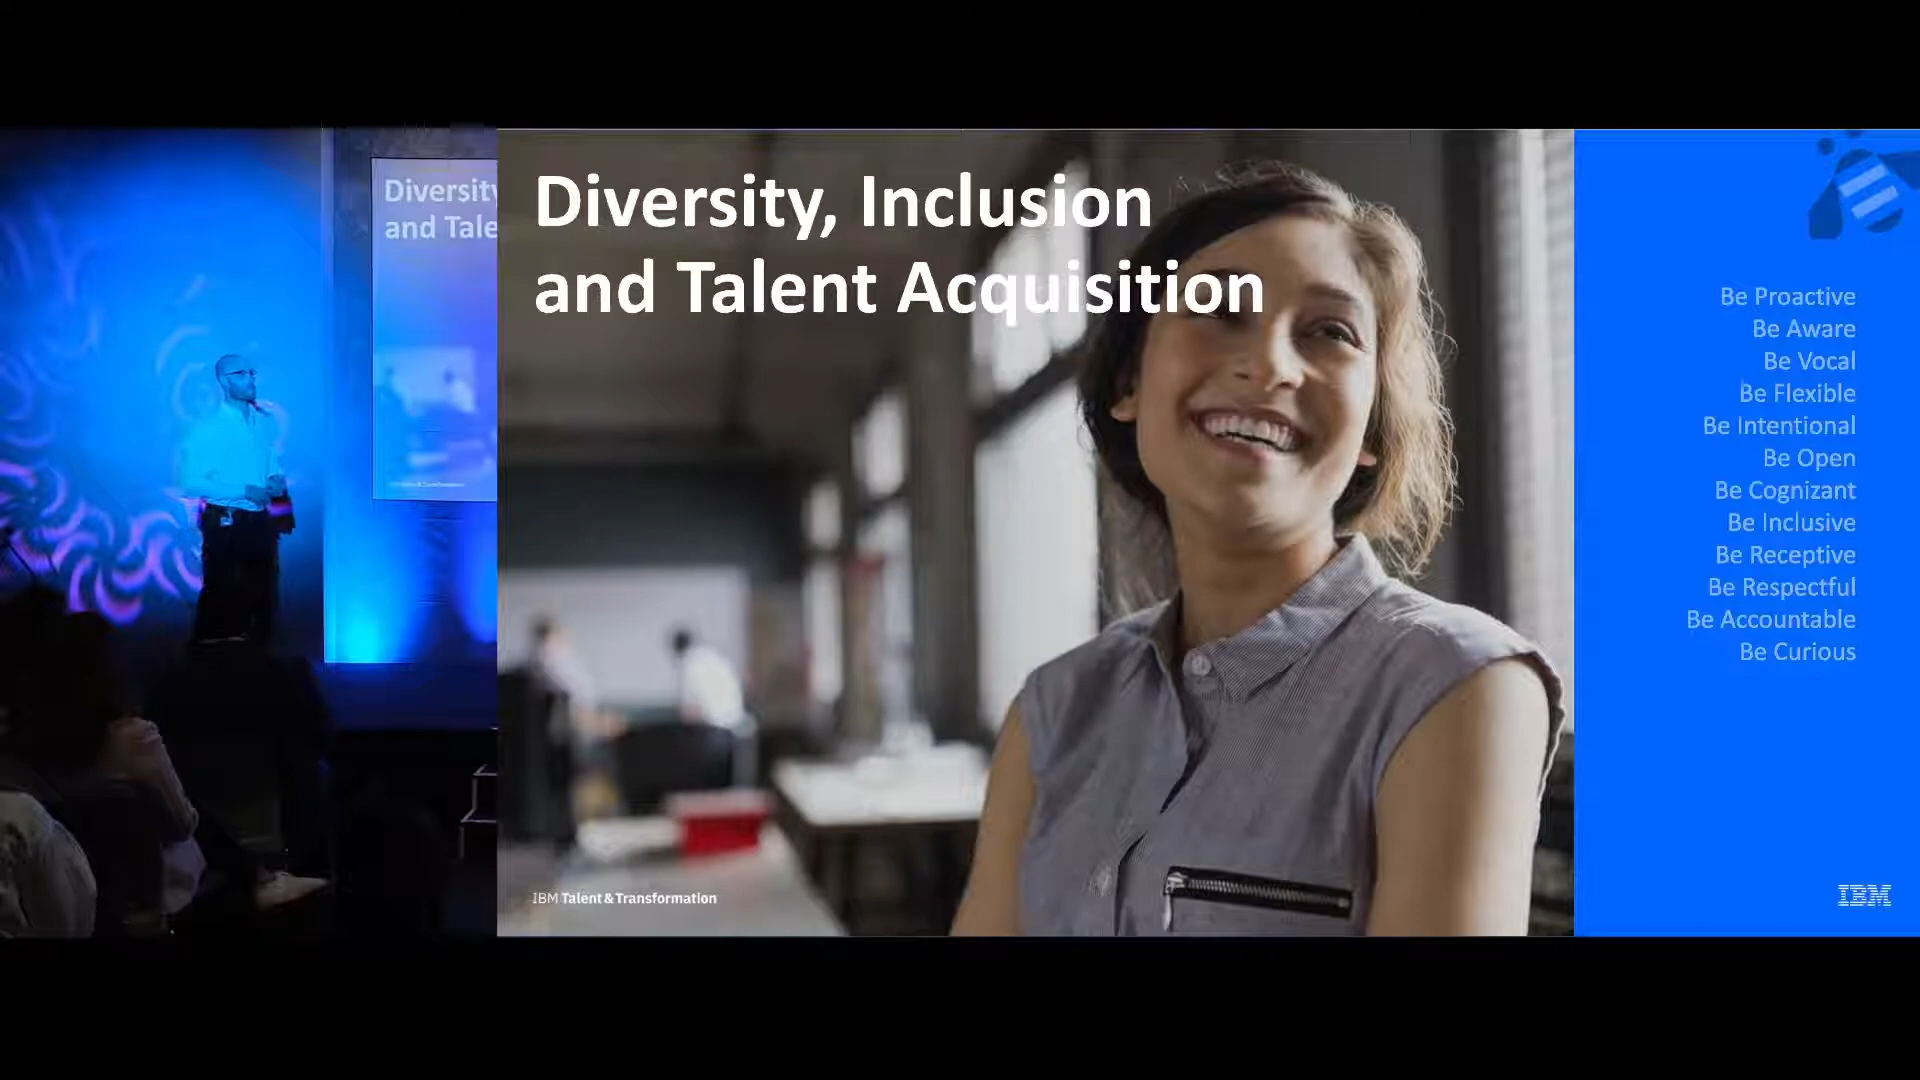 Diversity
and Tale
Diversity, Inclusion
and Talent Acquisition
IBM Talent & Transformation
Be Proactive
Be Aware
Be Vocal
Be Flexible
Be Intentional
Be Open
Be Cognizant
Be Inclusive
Be Receptive
Be Respectful
Be Accountable
Be Curious
IBM